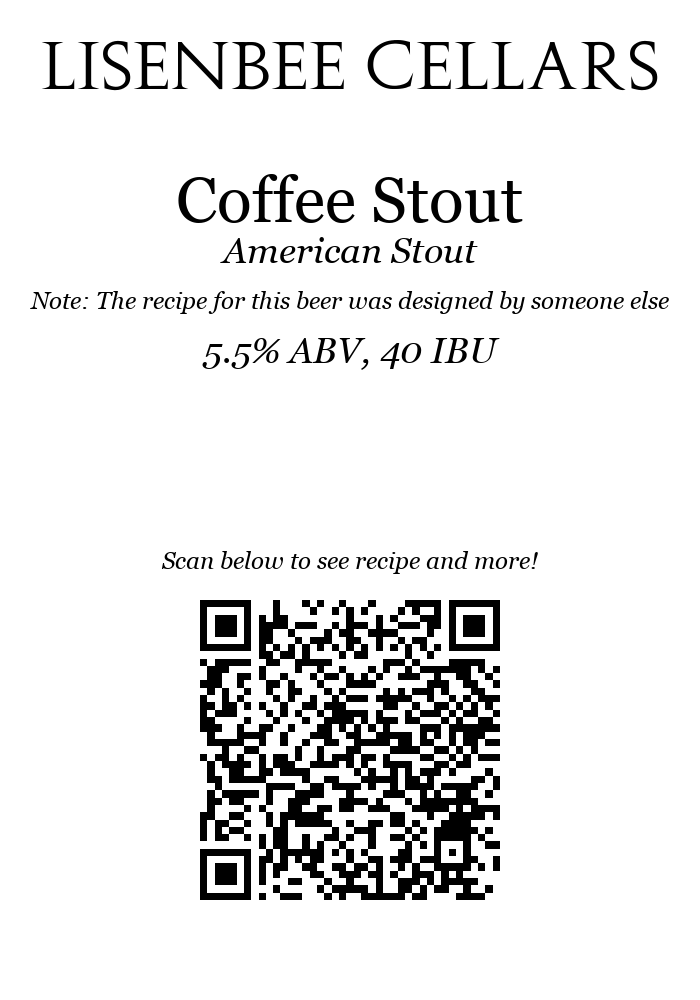 LISENBEE CELLARS
Coffee Stout
American Stout
Note: The recipe for this beer was designed by someone else
5.5% ABV, 40 IBU
Scan below to see recipe and more!